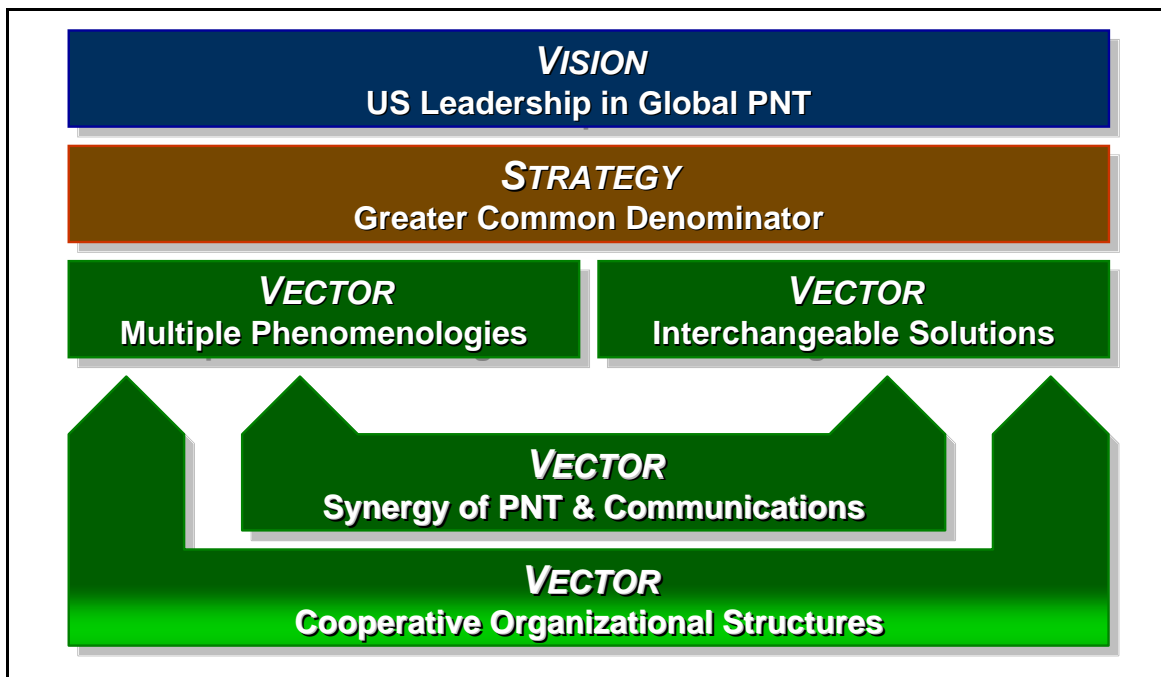 VISION
US Leadership in Global PNT
STRATEGY
Greater Common Denominator
VECTOR
Multiple Phenomenologies
VECTOR
Interchangeable Solutions
VECTOR
Synergy of PNT & Communications
VECTOR
Cooperative Organizational Structures